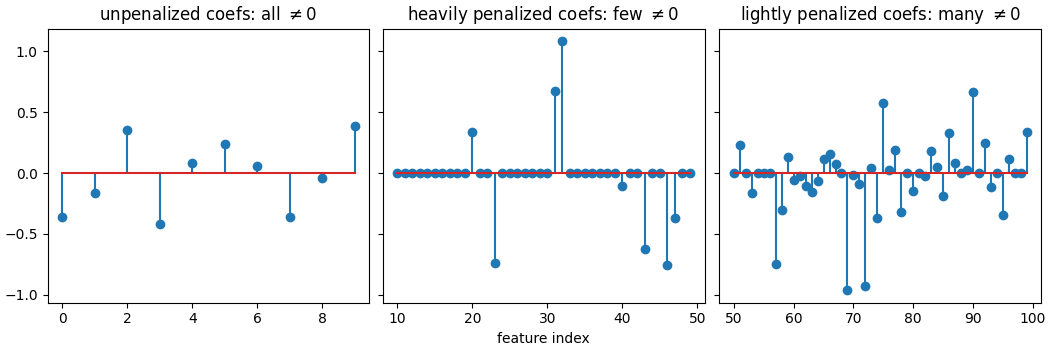 unpenalized coefs: all ≠0
heavily penalized coefs: few ≠0
lightly penalized coefs: many ≠0
1.0
0.5
0.0
−0.5
−1.0
0 2 4 6 8
10 20 30 40 50
50 60 70 80 90 100
feature index